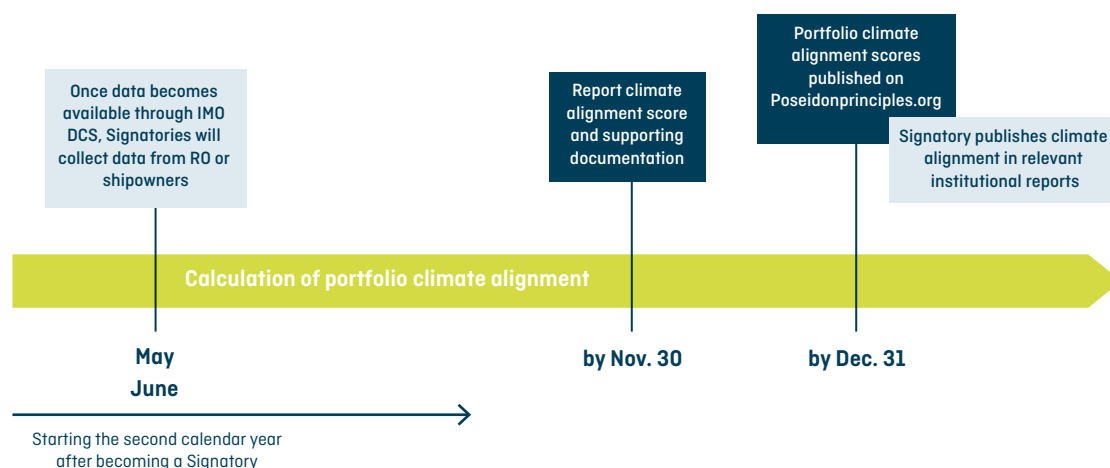 Once data becomes
available through IMO
DCS, Signatories will
collect data from RO or
shipowners
Report climate
alignment score
and supporting
documentation
Portfolio climate
alignment scores
published on
Poseidonprinciples.org
Signatory publishes climate
alignment in relevant
institutional reports
Calculation of portfolio climate alignment
May
June
by Nov. 30
by Dec. 31
Starting the second calendar year
after becoming a Signatory